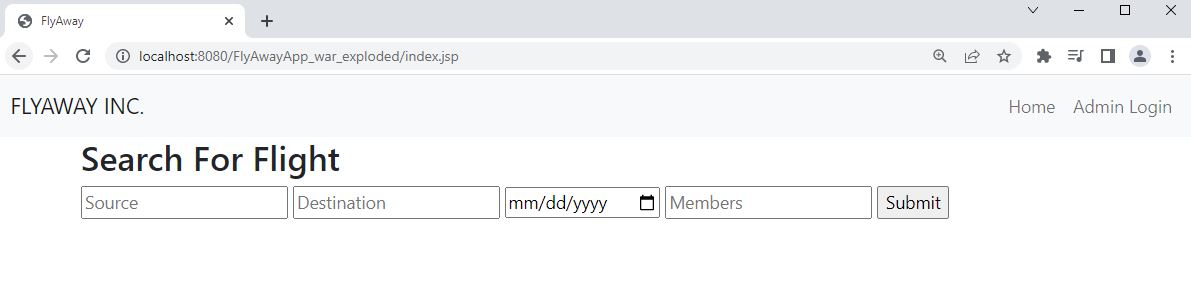 FlyAway
localhost:8080/FlyAwayApp_war_exploded/index.jsp
FLYAWAY INC. Home Admin Login
Search For Flight
Source Destination mm/dd/yyyy Members Submit